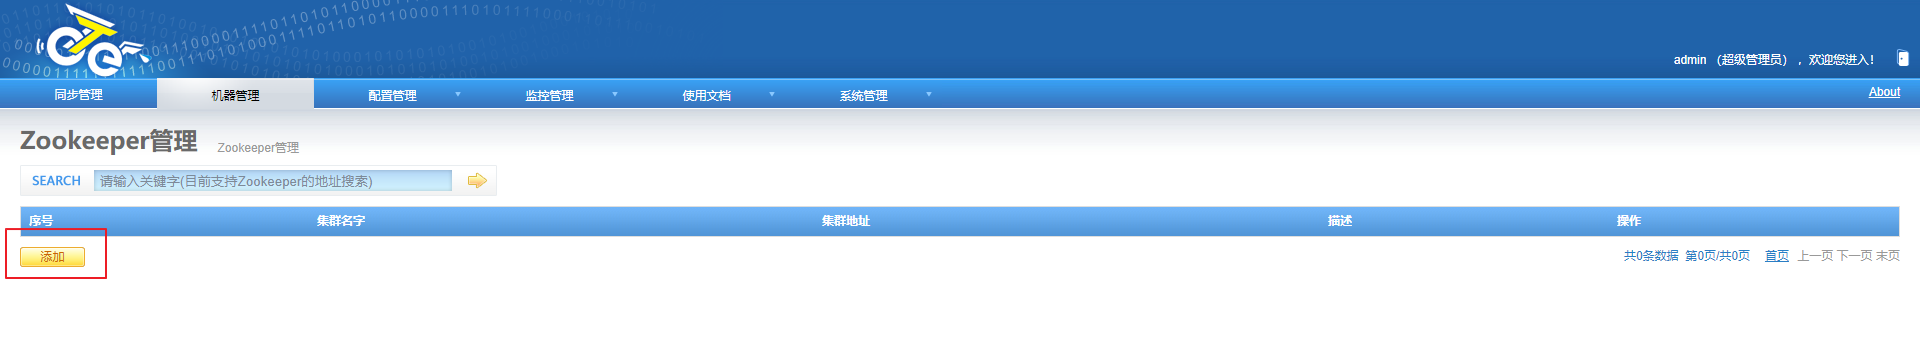 admin （超级管理员），欢迎您进入！
同步管理 机器管理 配置管理 监控管理 使用文档 系统管理 About
Zookeeper管理 Zookeeper管理
SEARCH 请输入关键字(目前支持Zookeeper的地址搜索)
序号 集群名字 集群地址 描述 操作
添加 共0条数据 第0页/共0页 首页 上一页 下一页 末页